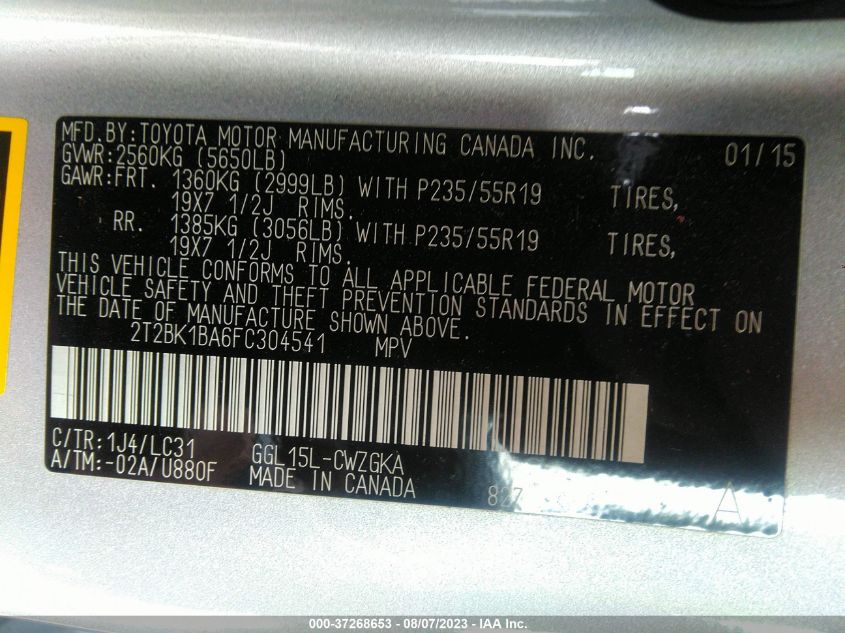 MFD.BY:TOYOTA MOTOR MANUFACTURING CANADA INC. 01/15
GVWR:2560KG (5650LB)
GAWR:FRT. 1360KG (2999LB) WITH P235/55R19 TIRES,
19X7 1/2J RIMS.
RR. 1385KG (3056LB) WITH P235/55R19 TIRES,
19X7 1/2J RIMS.
THIS VEHICLE CONFORMS TO ALL APPLICABLE FEDERAL MOTOR
VEHICLE SAFETY AND THEFT PREVENTION STANDARDS IN EFFECT ON
THE DATE OF MANUFACTURE SHOWN ABOVE.
2T2BK1BA6FC304541 MPV
C/TR:1J4/LC31 GGL15L-CWZGKA
A/TM:-02A/U880F MADE IN CANADA A
000-37268653 - 08/07/2023 - IAA Inc.